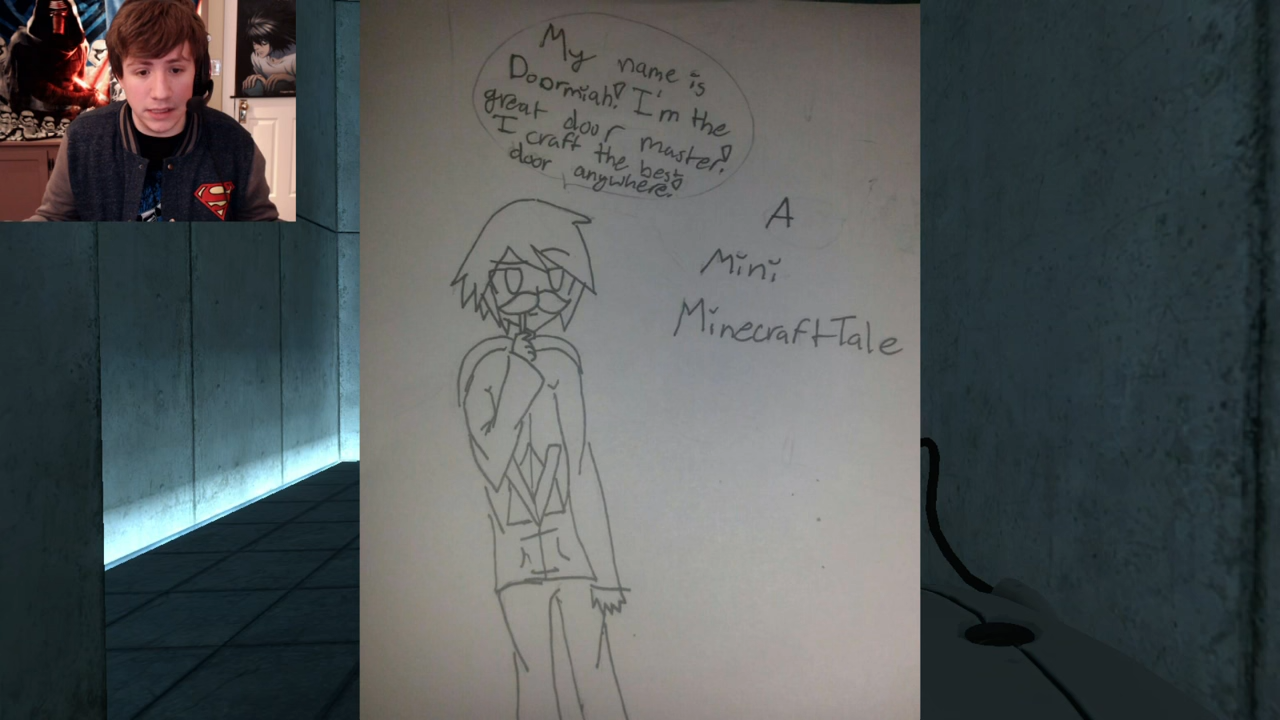 My name is
Doormiah! I'm the
great door master!
I craft the best
door anywhere!
A
Mini
MinecraftTale